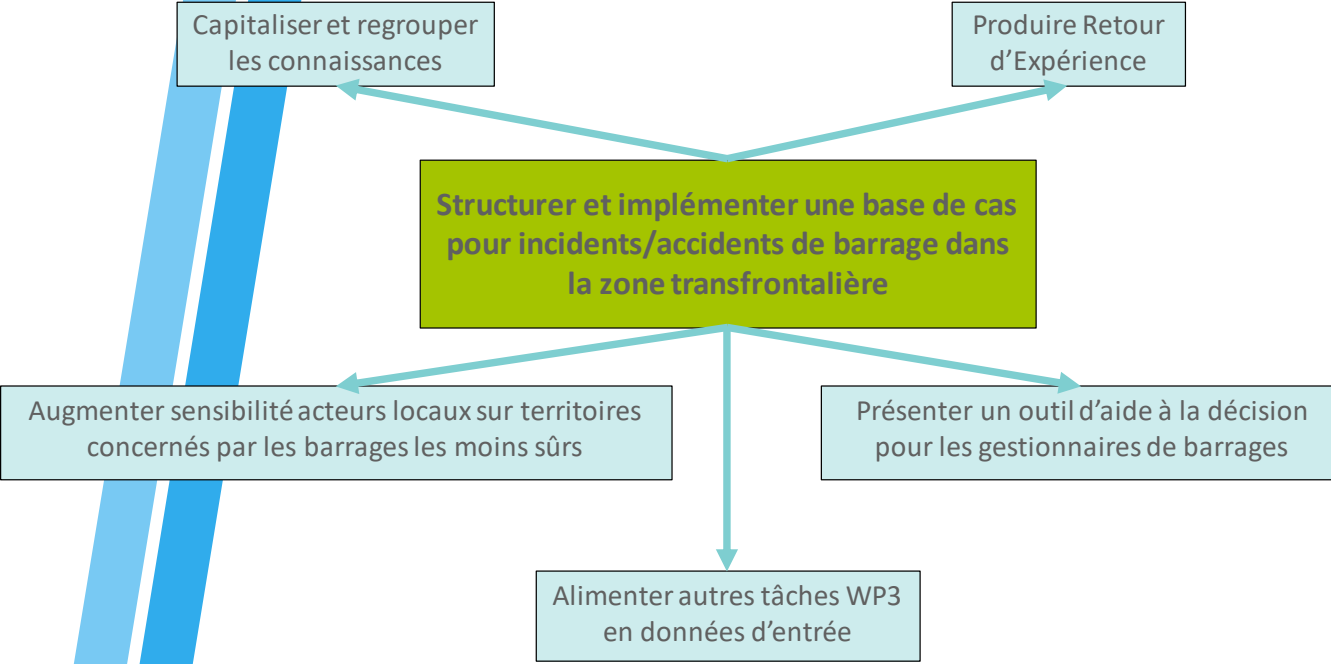 Capitaliser et regrouper
les connaissances
Produire Retour
d’Expérience
Structurer et implémenter une base de cas
pour incidents/accidents de barrage dans
la zone transfrontalière
Augmenter sensibilité acteurs locaux sur territoires
concernés par les barrages les moins sûrs
Présenter un outil d’aide à la décision
pour les gestionnaires de barrages
Alimenter autres tâches WP3
en données d’entrée